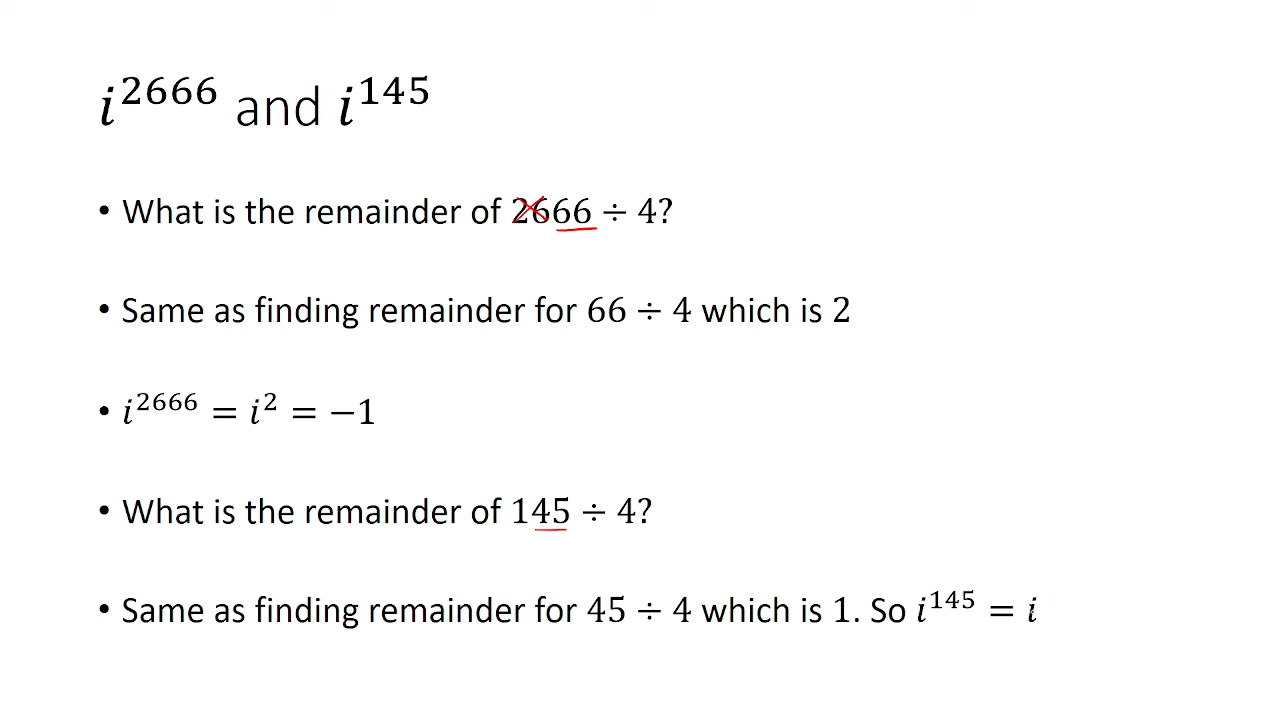 i^2666 and i^145
• What is the remainder of 2666 ÷ 4?
• Same as finding remainder for 66 ÷ 4 which is 2
• i^2666 = i^2 = −1
• What is the remainder of 145 ÷ 4?
• Same as finding remainder for 45 ÷ 4 which is 1. So i^145 = i